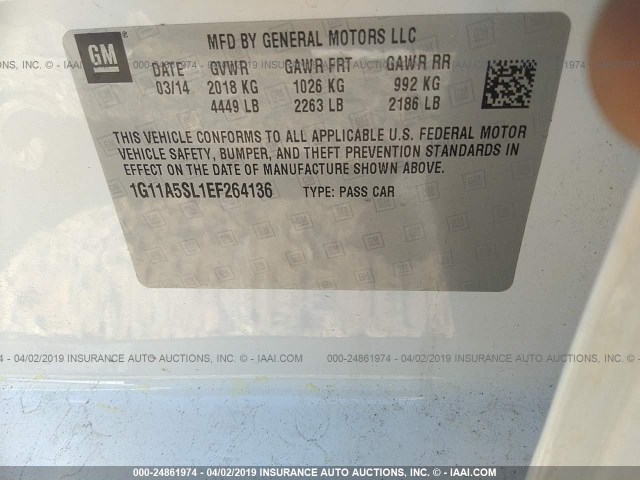 GM
MFD BY GENERAL MOTORS LLC
DATE GVWR GAWR FRT GAWR RR
03/14 2018 KG 1026 KG 992 KG
4449 LB 2263 LB 2186 LB
THIS VEHICLE CONFORMS TO ALL APPLICABLE U.S. FEDERAL MOTOR
VEHICLE SAFETY, BUMPER, AND THEFT PREVENTION STANDARDS IN
EFFECT ON THE DATE OF MANUFACTURE SHOWN ABOVE.
1G11A5SL1EF264136 TYPE: PASS CAR
000-24861974 - 04/02/2019 INSURANCE AUTO AUCTIONS, INC. © - IAAI.COM